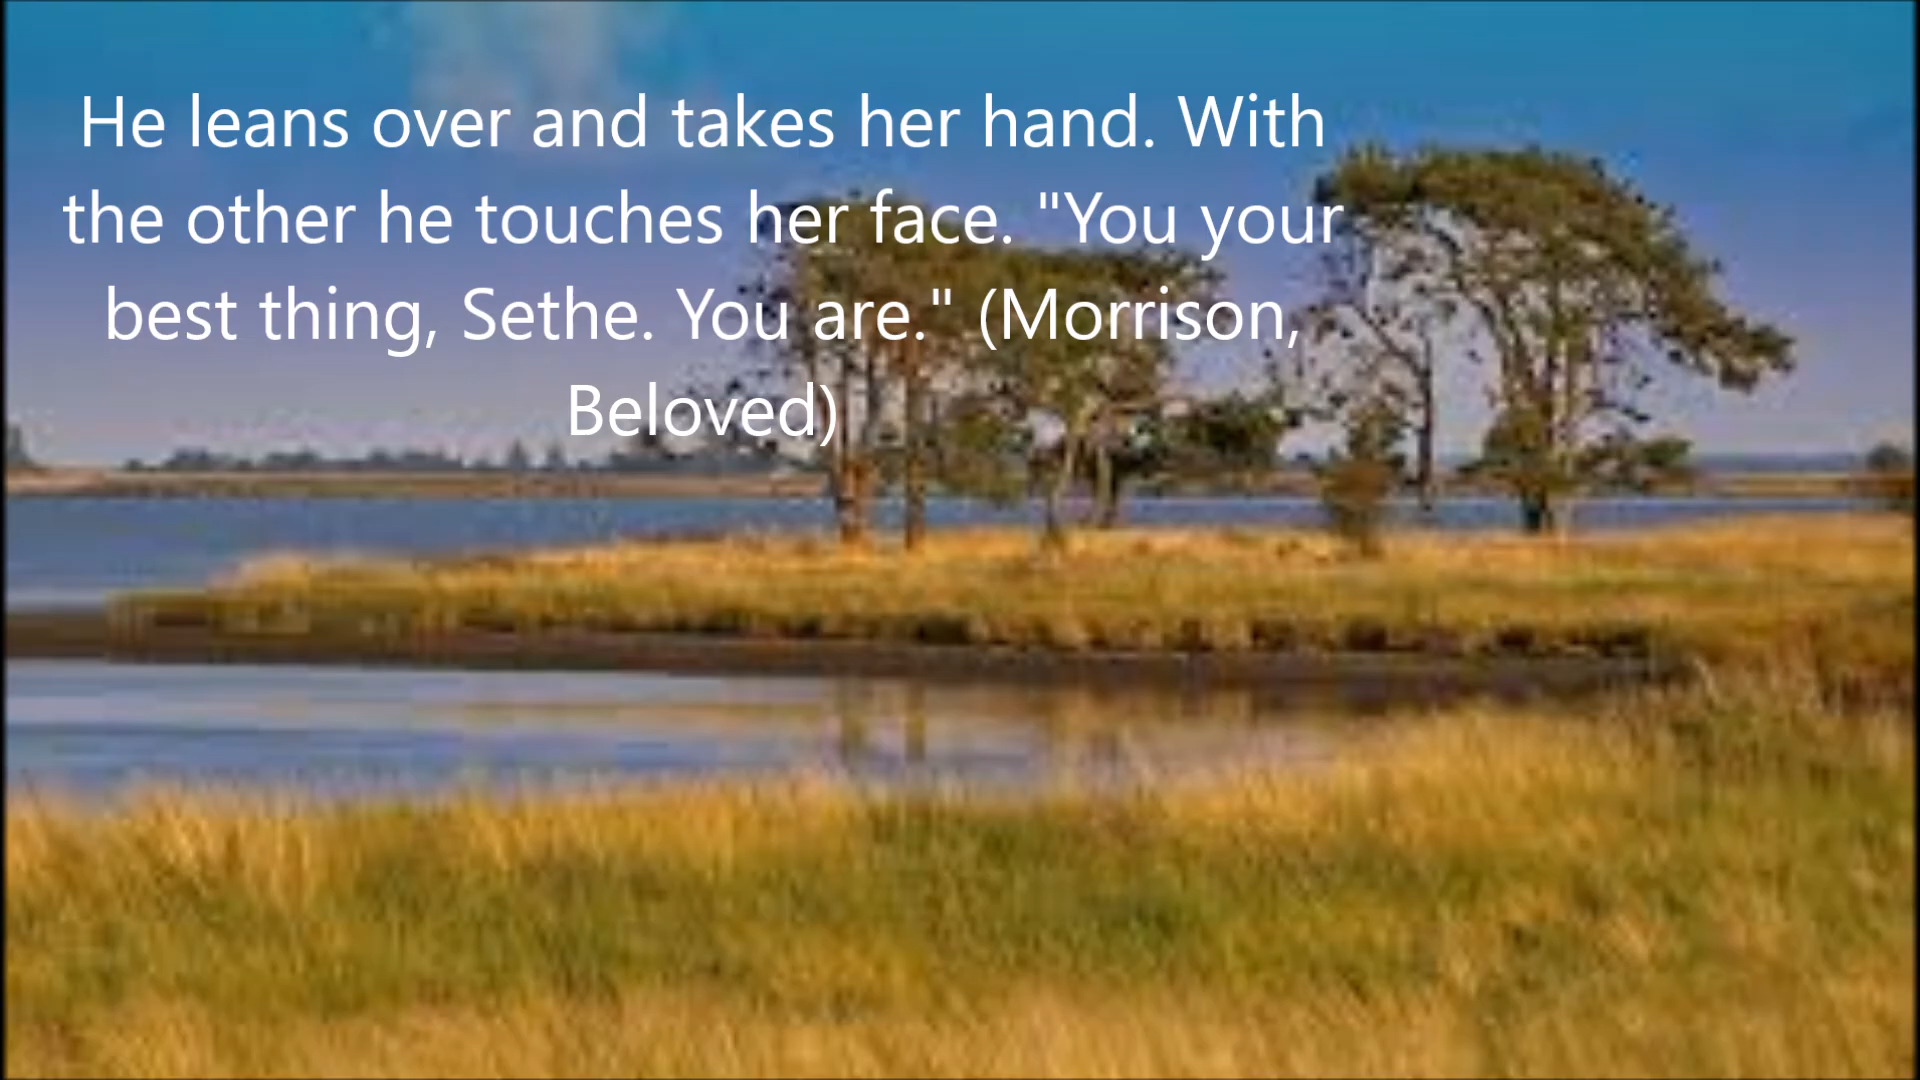 He leans over and takes her hand. With
the other he touches her face. "You your
best thing, Sethe. You are." (Morrison,
Beloved)